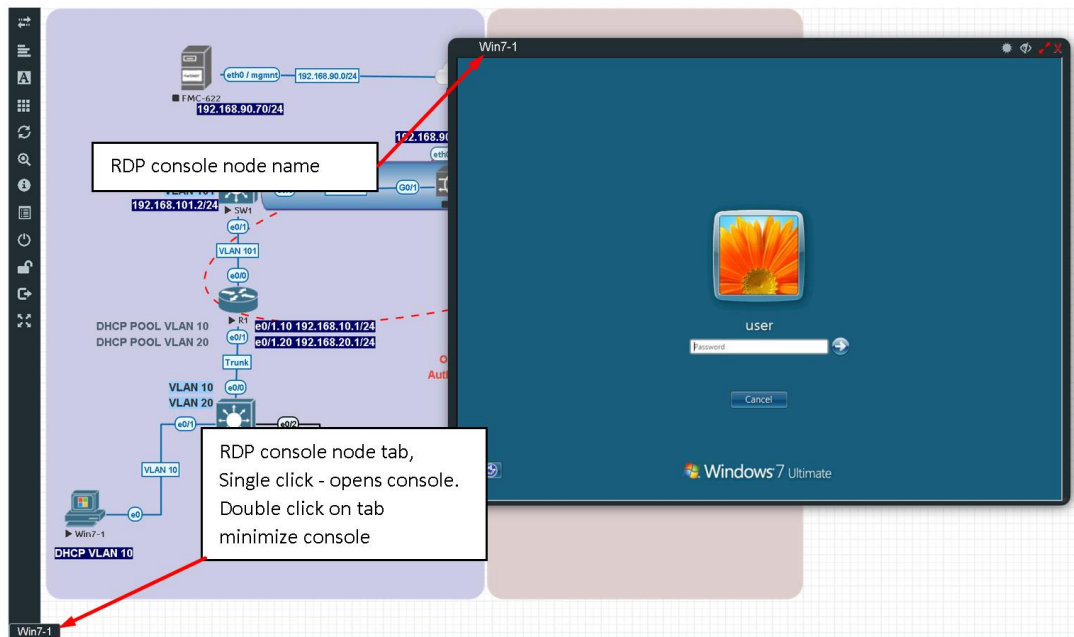 Win7-1
eth0 / mgmnt
192.168.90.0/24
FMC-622
192.168.90.70/24
RDP console node name
192.168.101.2/24
SW1
G0/1
e0/1
VLAN 101
e0/0
R1
DHCP POOL VLAN 10
e0/1.10 192.168.10.1/24
DHCP POOL VLAN 20
e0/1
e0/1.20 192.168.20.1/24
Trunk
VLAN 10
e0/0
VLAN 20
e0/1
e0/2
VLAN 10
e0
Win7-1
DHCP VLAN 10
RDP console node tab,
Single click - opens console.
Double click on tab
minimize console
user
Password
Cancel
Windows 7 Ultimate
Win7-1